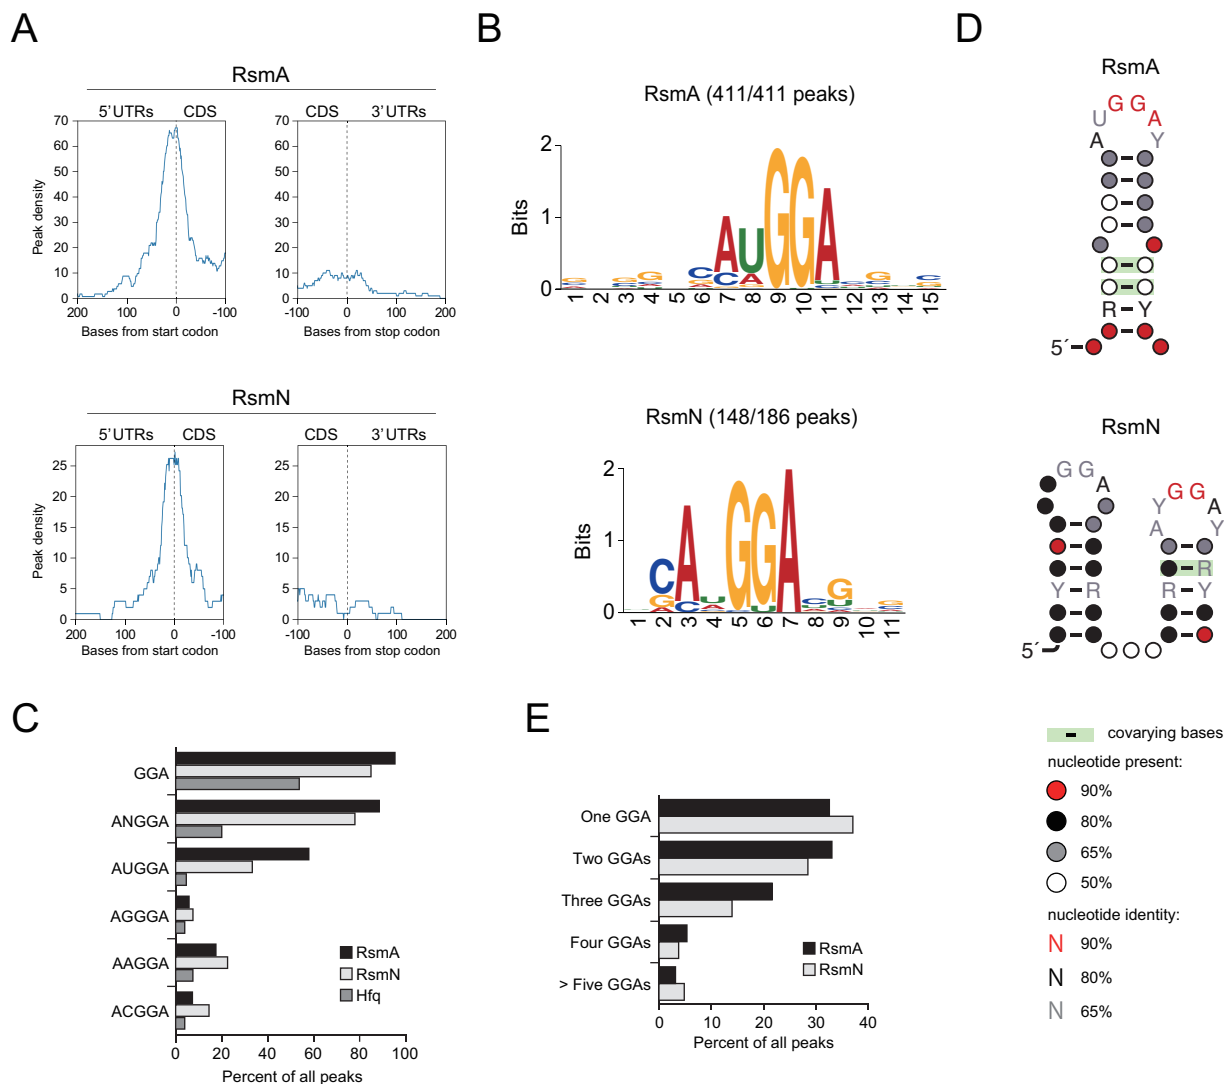 A
RsmA
5´UTRs CDS
CDS 3´UTRs
Peak density
70
60
50
40
30
20
10
0
200 100 0 -100
Bases from start codon
70
60
50
40
30
20
10
0
-100 0 100 200
Bases from stop codon
RsmN
5´UTRs CDS
CDS 3´UTRs
Peak density
25
20
15
10
5
0
200 100 0 -100
Bases from start codon
25
20
15
10
5
0
-100 0 100 200
Bases from stop codon
B
RsmA (411/411 peaks)
Bits
2
1
0
1 2 3 4 5 6 7 8 9 10 11 12 13 14 15
C A U G G A
RsmN (148/186 peaks)
Bits
2
1
0
1 2 3 4 5 6 7 8 9 10 11
C A G G A G
C
GGA
ANGGA
AUGGA
AGGGA
AAGGA
ACGGA
RsmA
RsmN
Hfq
0 20 40 60 80 100
Percent of all peaks
D
RsmA
G G
U A
A Y
R Y
5´
RsmN
G G A
Y R
5´
G G
Y A
A Y
R
R Y
covarying bases
nucleotide present:
90%
80%
65%
50%
nucleotide identity:
N 90%
N 80%
N 65%
E
One GGA
Two GGAs
Three GGAs
Four GGAs
> Five GGAs
RsmA
RsmN
0 10 20 30 40
Percent of all peaks